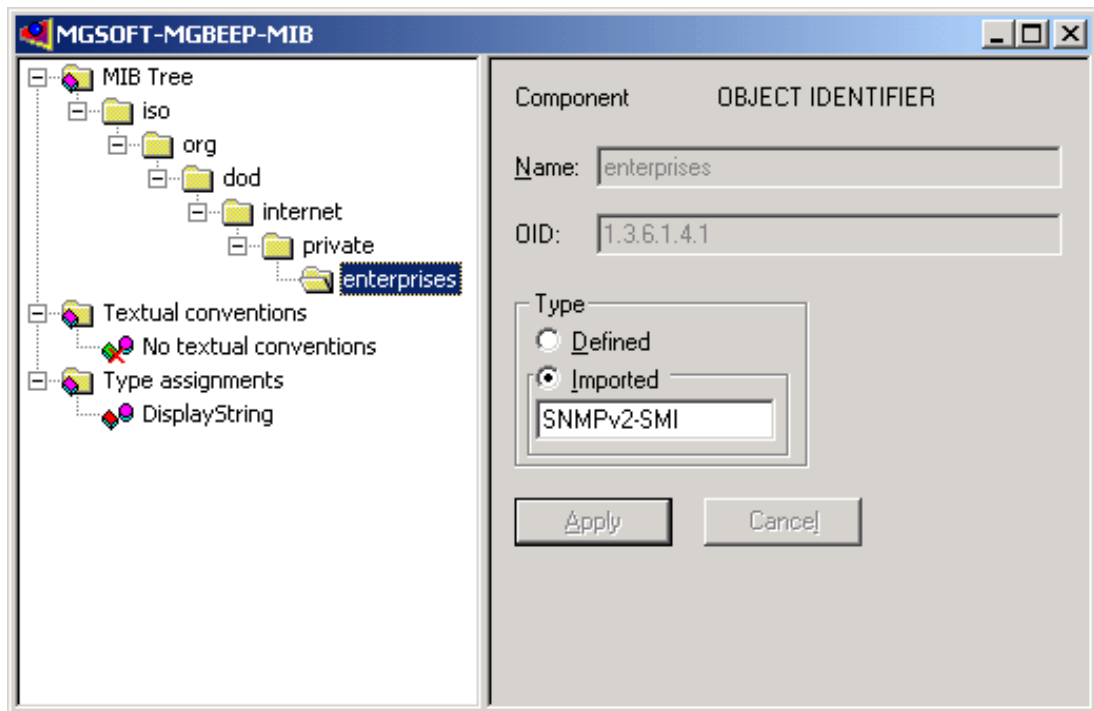 MGSOFT-MGBEEP-MIB
MIB Tree
iso
org
dod
internet
private
enterprises
Textual conventions
No textual conventions
Type assignments
DisplayString
Component OBJECT IDENTIFIER
Name: enterprises
OID: 1.3.6.1.4.1
Type
Defined
Imported
SNMPv2-SMI
Apply Cancel